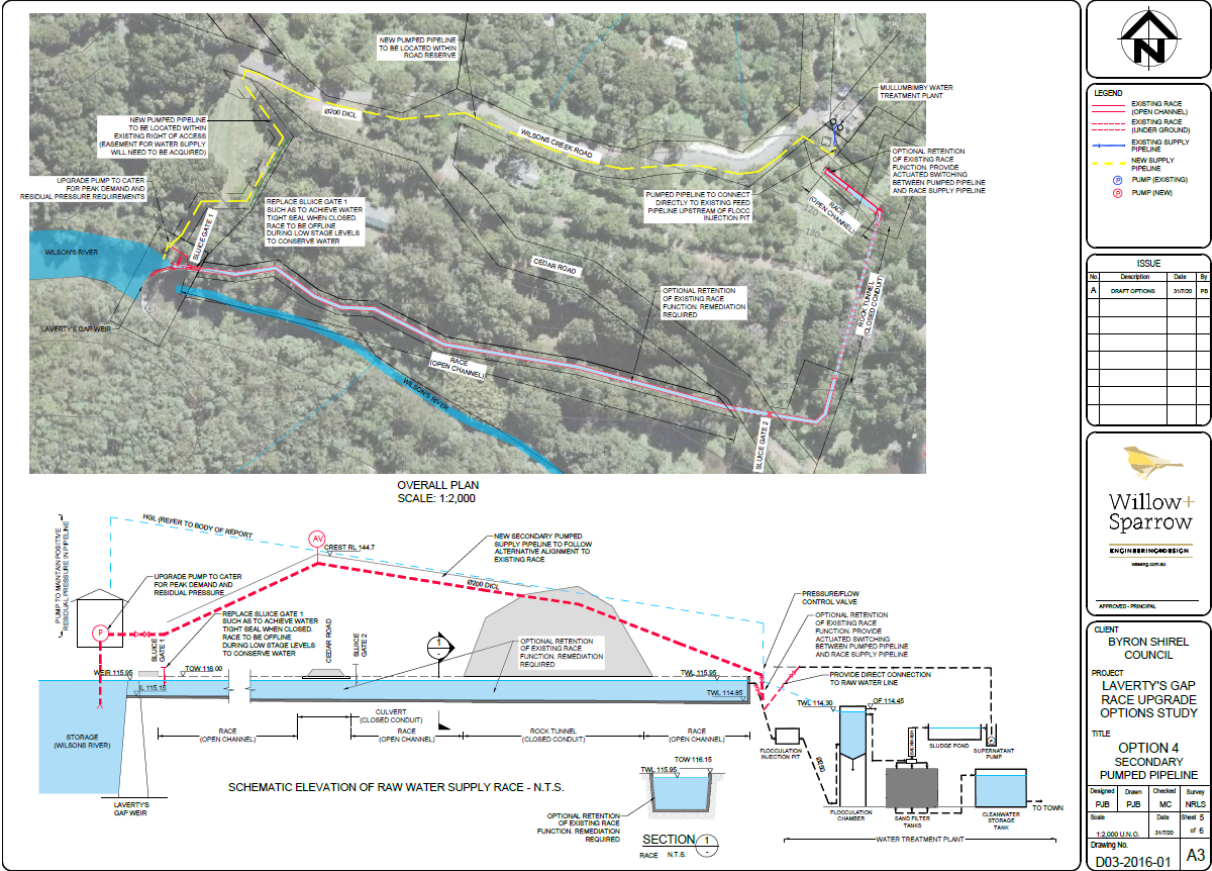 NEW PUMPED PIPELINE
TO BE LOCATED WITHIN
ROAD RESERVE
MULLUMBIMBY WATER
TREATMENT PLANT
Ø200 DICL
WILSONS CREEK ROAD
NEW PUMPED PIPELINE
TO BE LOCATED WITHIN
EXISTING RIGHT OF ACCESS
(EASEMENT FOR WATER SUPPLY
WILL NEED TO BE ACQUIRED)
OPTIONAL RETENTION
OF EXISTING RACE
FUNCTION. PROVIDE
ACTUATED SWITCHING
BETWEEN PUMPED PIPELINE
AND RACE SUPPLY PIPELINE
UPGRADE PUMP TO CATER
FOR PEAK DEMAND AND
RESIDUAL PRESSURE REQUIREMENTS
REPLACE SLUICE GATE 1
SUCH AS TO ACHIEVE WATER
TIGHT SEAL WHEN CLOSED.
RACE TO BE OFFLINE
DURING LOW STAGE LEVELS
TO CONSERVE WATER
PUMPED PIPELINE TO CONNECT
DIRECTLY TO EXISTING FEED
PIPELINE UPSTREAM OF FLOCC
INJECTION PIT
RACE
(OPEN CHANNEL)
120
SLUICE GATE 1
WILSON'S RIVER
CEDAR ROAD
OPTIONAL RETENTION
OF EXISTING RACE
FUNCTION. REMEDIATION
REQUIRED
ROCK TUNNEL
(CLOSED CONDUIT)
LAVERTY'S GAP WEIR
RACE
(OPEN CHANNEL)
WILSON'S RIVER
SLUICE GATE 2
OVERALL PLAN
SCALE: 1:2,000
PUMP TO MAINTAIN POSITIVE
RESIDUAL PRESSURE IN PIPELINE
HGL (REFER TO BODY OF REPORT
AV
CREST RL 144.7
NEW SECONDARY PUMPED
SUPPLY PIPELINE TO FOLLOW
ALTERNATIVE ALIGNMENT TO
EXISTING RACE
Ø200 DICL
UPGRADE PUMP TO CATER
FOR PEAK DEMAND AND
RESIDUAL PRESSURE
P
SLUICE
GATE 1
REPLACE SLUICE GATE 1
SUCH AS TO ACHIEVE WATER
TIGHT SEAL WHEN CLOSED.
RACE TO BE OFFLINE
DURING LOW STAGE LEVELS
TO CONSERVE WATER
CEDAR ROAD
SLUICE
GATE 2
1
-
OPTIONAL RETENTION
OF EXISTING RACE
FUNCTION. REMEDIATION
REQUIRED
PRESSURE/FLOW
CONTROL VALVE
OPTIONAL RETENTION
OF EXISTING RACE
FUNCTION. PROVIDE
ACTUATED SWITCHING
BETWEEN PUMPED PIPELINE
AND RACE SUPPLY PIPELINE
PROVIDE DIRECT CONNECTION
TO RAW WATER LINE
WEIR 115.95
TOW 116.00
IL 115.15
TWL 115.95
TWL 114.85
TWL 114.30
OF 114.45
STORAGE
(WILSONS RIVER)
RACE
(OPEN CHANNEL)
CULVERT
(CLOSED CONDUIT)
RACE
(OPEN CHANNEL)
ROCK TUNNEL
(CLOSED CONDUIT)
RACE
(OPEN CHANNEL)
FLOCCULATION
INJECTION PIT
SLUDGE POND
P
SUPERNATANT
PUMP
LAVERTY'S
GAP WEIR
SCHEMATIC ELEVATION OF RAW WATER SUPPLY RACE - N.T.S.
TWL 115.95
TOW 116.15
OPTIONAL RETENTION
OF EXISTING RACE
FUNCTION. REMEDIATION
REQUIRED
SECTION 1
-
RACE N.T.S.
FLOCCULATION
CHAMBER
SAND FILTER
TANKS
CLEANWATER
STORAGE
TANK
TO TOWN
WATER TREATMENT PLANT
N
LEGEND
EXISTING RACE
(OPEN CHANNEL)
EXISTING RACE
(UNDER GROUND)
EXISTING SUPPLY
PIPELINE
NEW SUPPLY
PIPELINE
P PUMP (EXISTING)
P PUMP (NEW)
ISSUE
No. Description Date By
A DRAFT OPTIONS 31/7/20 PB
Willow+
Sparrow
ENGINEERING+DESIGN
wseng.com.au
APPROVED - PRINCIPAL
CLIENT
BYRON SHIREL
COUNCIL
PROJECT
LAVERTY'S GAP
RACE UPGRADE
OPTIONS STUDY
TITLE
OPTION 4
SECONDARY
PUMPED PIPELINE
Designed Drawn Checked Survey
PJB PJB MC NRLS
Scale Date Sheet 5
1:2,000 U.N.O. 31/7/20 of 6
Drawing No.
D03-2016-01 A3